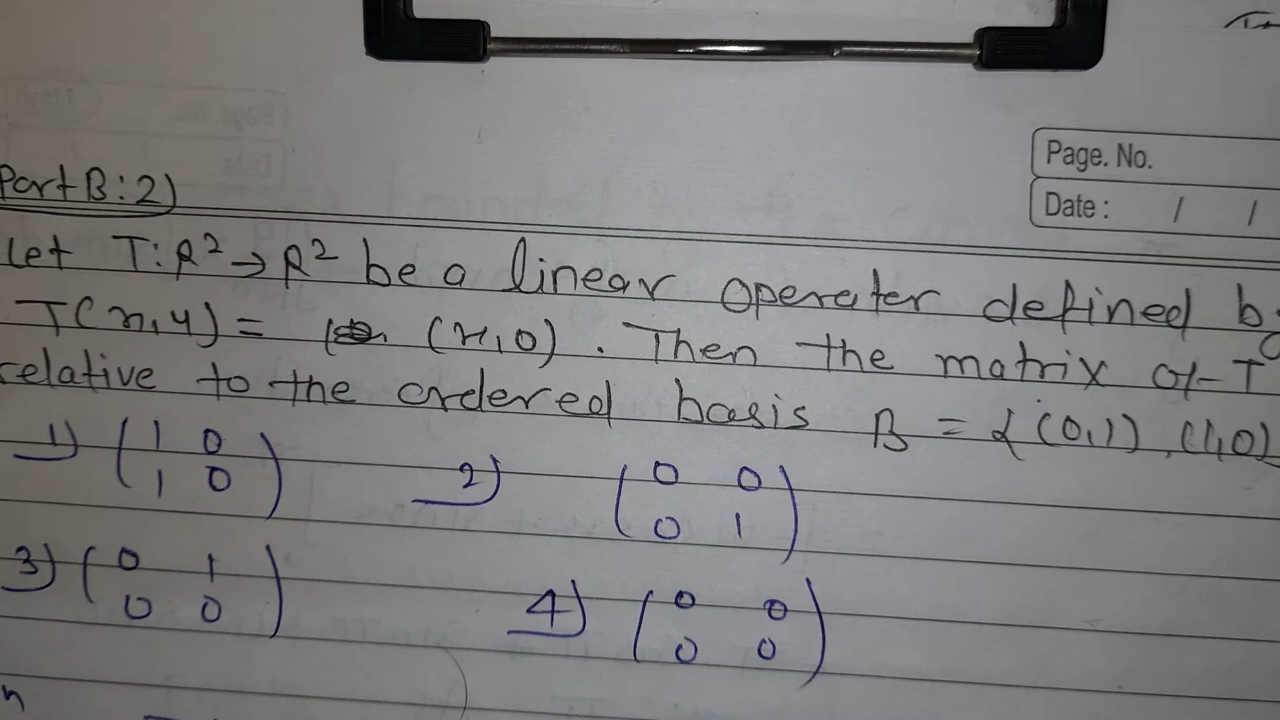 Page. No.
Date : / /
Part B: 2)
Let T: R² → R² be a linear operater defined by
T(x,y) = (x,0). Then the matrix of T
relative to the ordered basis B = {(0,1), (1,0)
1) (1 0
1 0)
2) (0 0
0 1)
3) (0 1
0 0)
4) (0 0
0 0)